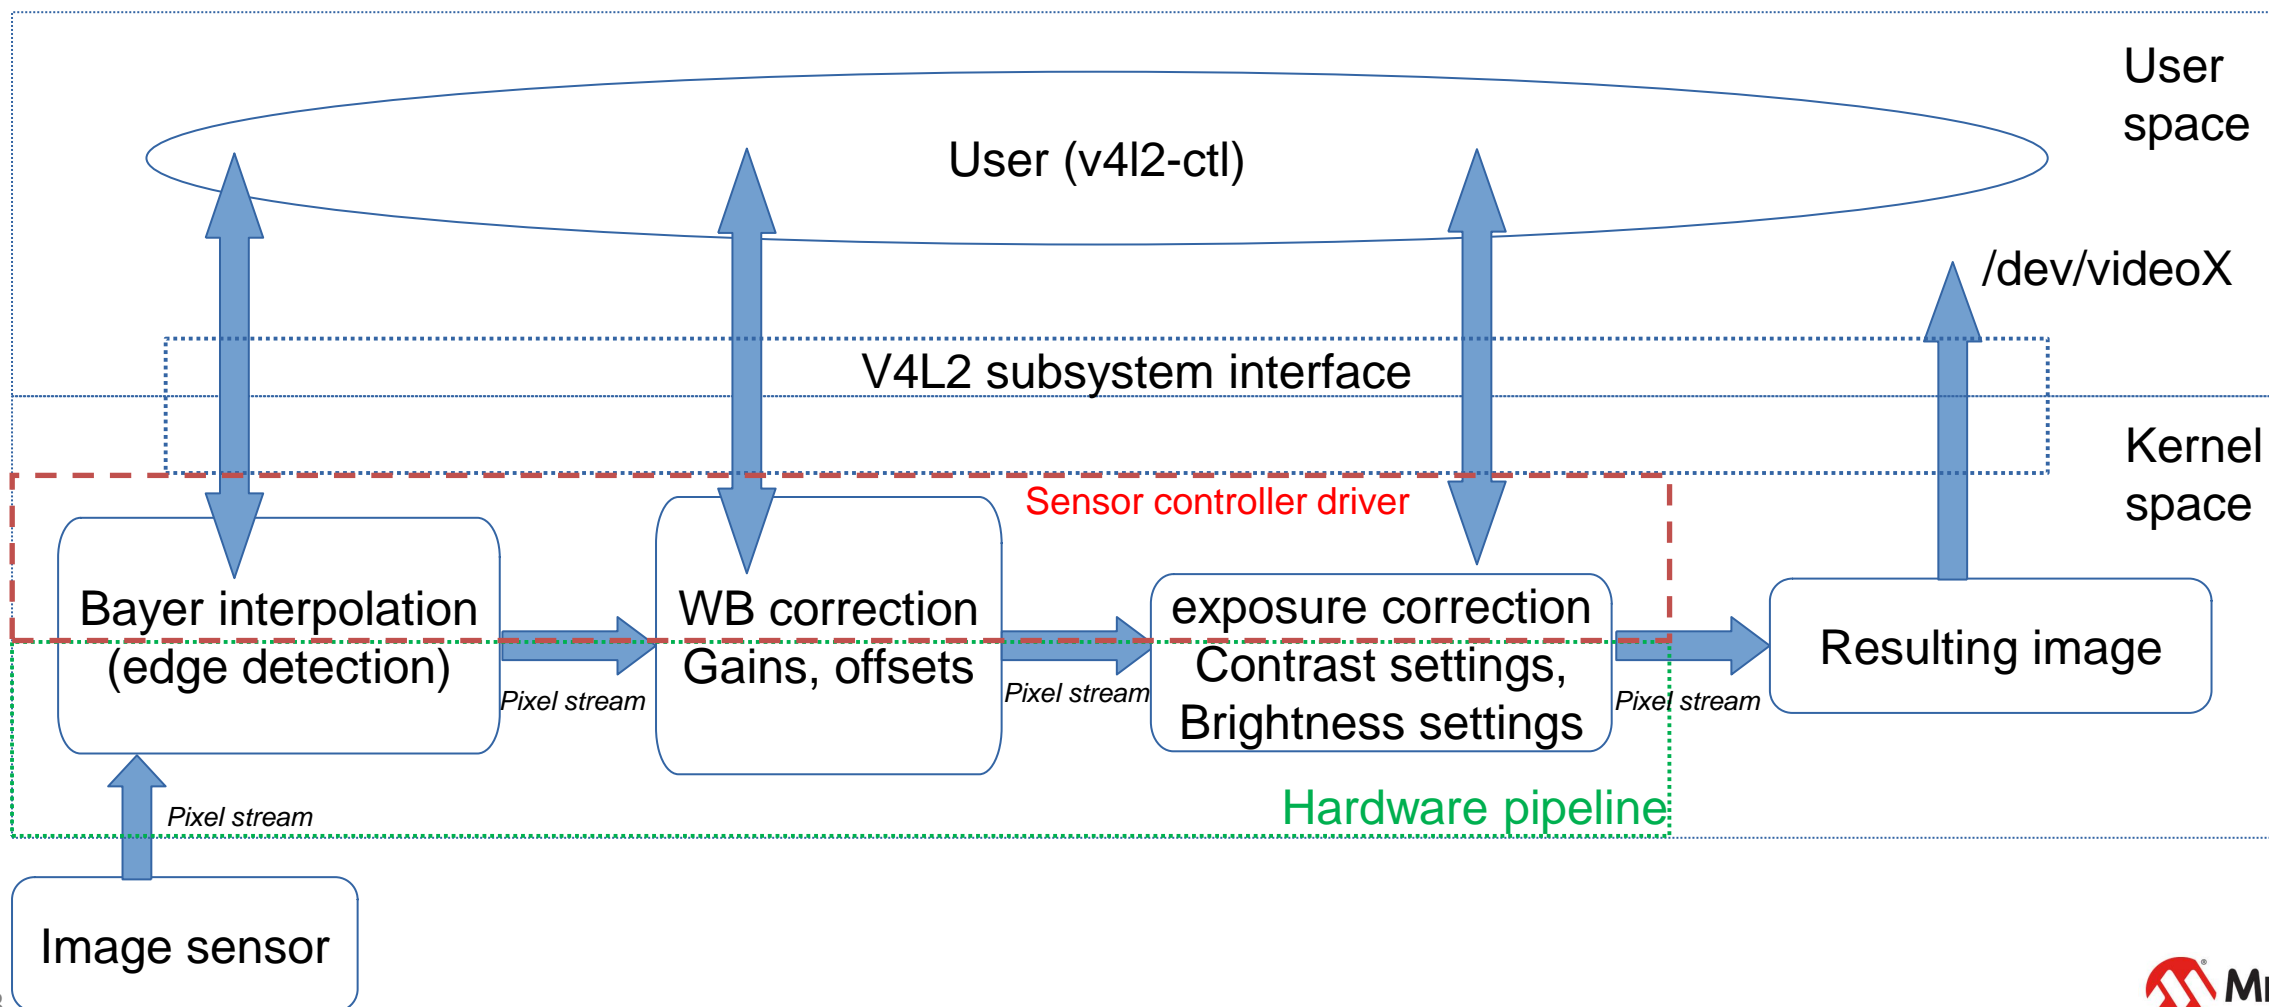 User
space
User (v4l2-ctl)
/dev/videoX
V4L2 subsystem interface
Kernel
space
Sensor controller driver
Bayer interpolation
(edge detection)
WB correction
Gains, offsets
exposure correction
Contrast settings,
Brightness settings
Resulting image
Pixel stream
Pixel stream
Pixel stream
Pixel stream
Hardware pipeline
Image sensor